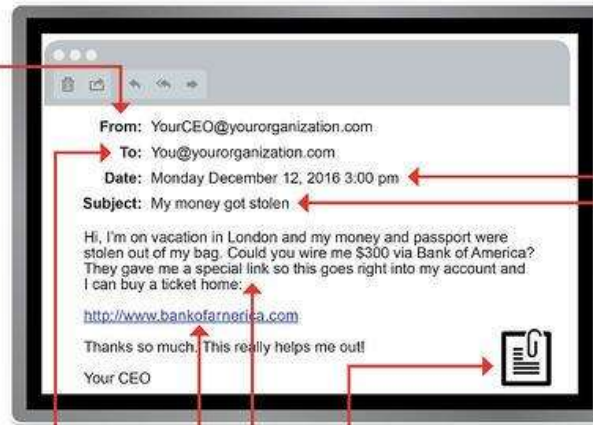 From: YourCEO@yourorganization.com
To: You@yourorganization.com
Date: Monday December 12, 2016 3:00 pm
Subject: My money got stolen
Hi, I'm on vacation in London and my money and passport were
stolen out of my bag. Could you wire me $300 via Bank of America?
They gave me a special link so this goes right into my account and
I can buy a ticket home:
http://www.bankofarnerica.com
Thanks so much. This really helps me out!
Your CEO